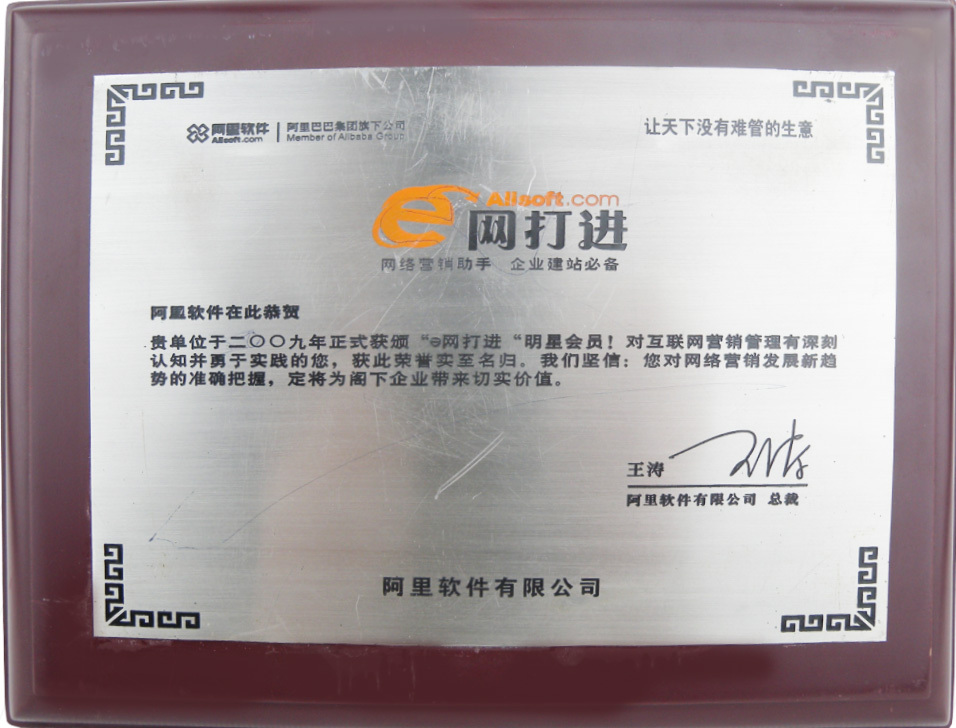 阿里软件 阿里巴巴集团旗下公司 让天下没有难管的生意
Alisoft.com Member of Alibaba Group
Alisoft.com
e网打进
网络营销助手 企业建站必备
阿里软件在此恭贺
贵单位于二〇〇九年正式获颁“e网打进“明星会员！对互联网营销管理有深刻
认知并勇于实践的您，获此荣誉实至名归。我们坚信：您对网络营销发展新趋
势的准确把握，定将为阁下企业带来切实价值。
王涛
阿里软件有限公司 总裁
阿里软件有限公司